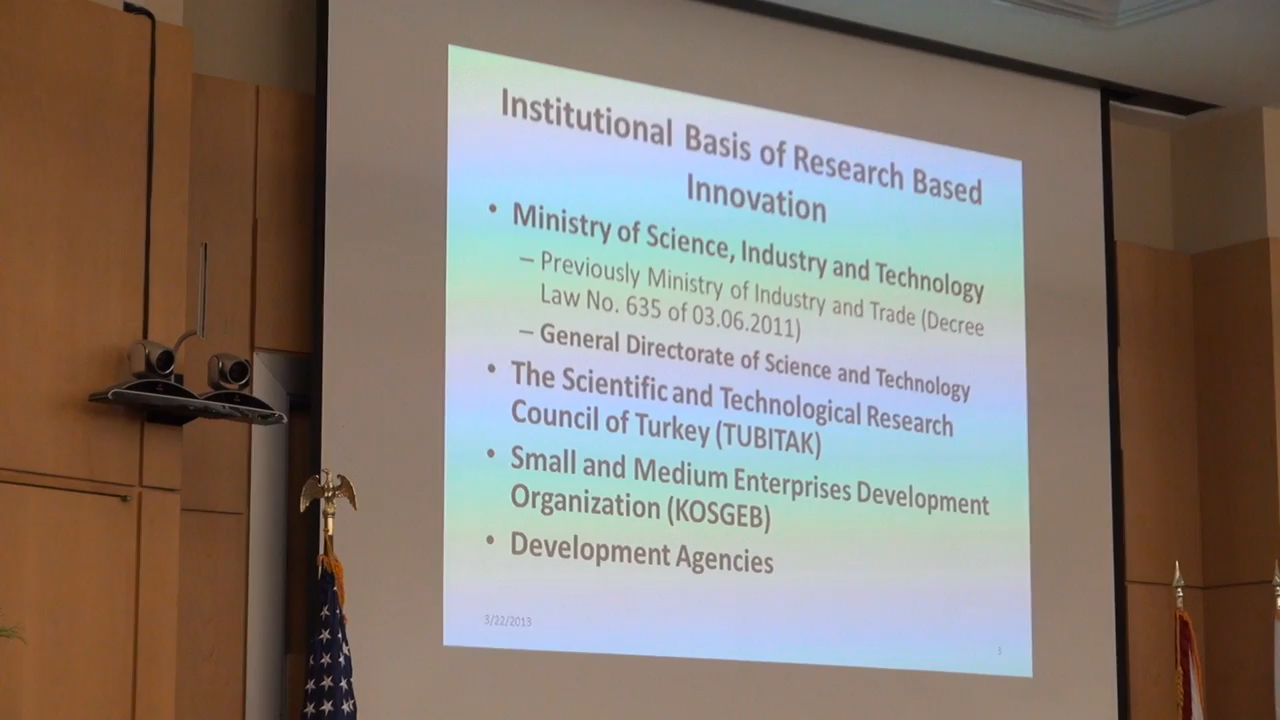 Institutional Basis of Research Based
Innovation
• Ministry of Science, Industry and Technology
– Previously Ministry of Industry and Trade (Decree
Law No. 635 of 03.06.2011)
– General Directorate of Science and Technology
• The Scientific and Technological Research
Council of Turkey (TUBITAK)
• Small and Medium Enterprises Development
Organization (KOSGEB)
• Development Agencies
3/22/2013
3